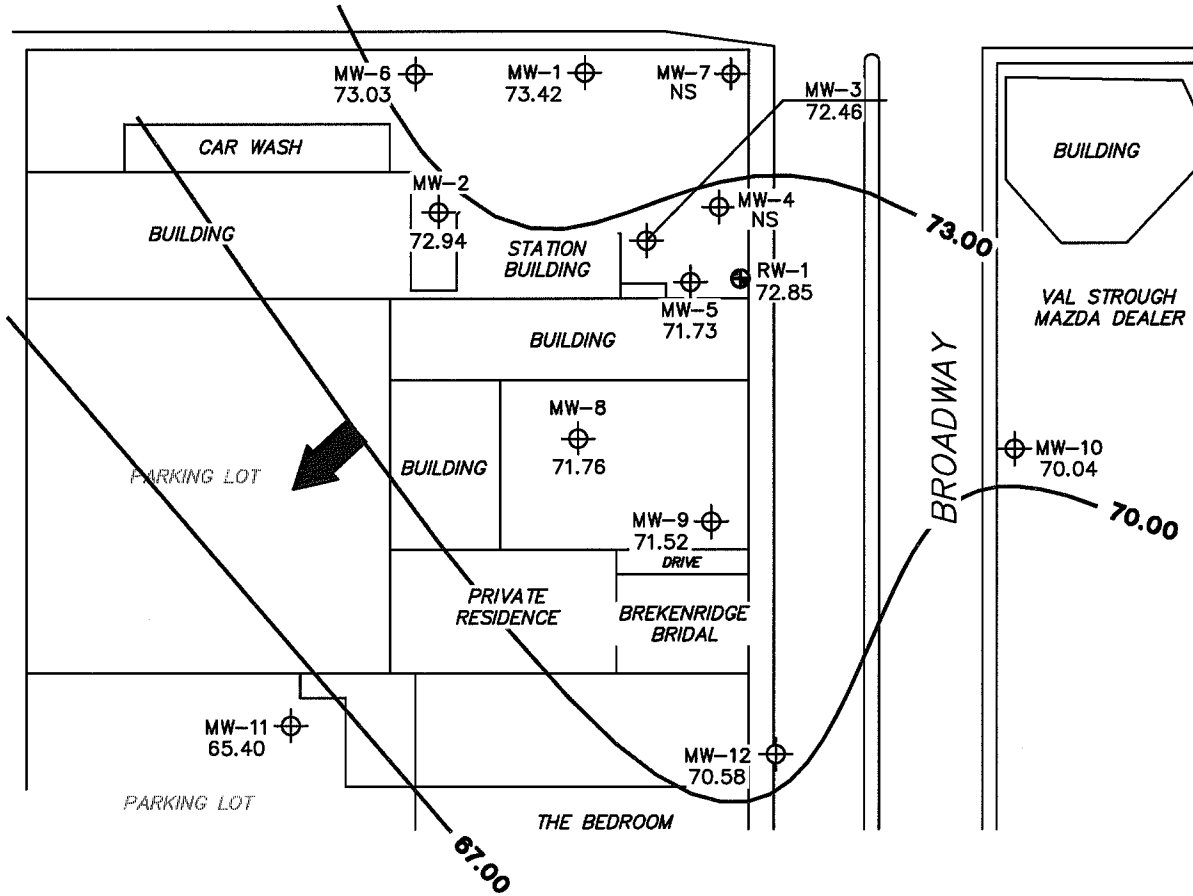 MW-6
73.03
MW-1
73.42
MW-7
NS
MW-3
72.46
CAR WASH
BUILDING
MW-2
72.94
BUILDING
STATION
BUILDING
MW-4
NS
73.00
RW-1
72.85
MW-5
71.73
VAL STROUGH
MAZDA DEALER
BUILDING
MW-8
71.76
BROADWAY
PARKING LOT
BUILDING
MW-10
70.04
MW-9
71.52
70.00
DRIVE
PRIVATE
RESIDENCE
BREKENRIDGE
BRIDAL
MW-11
65.40
MW-12
70.58
PARKING LOT
THE BEDROOM
67.00